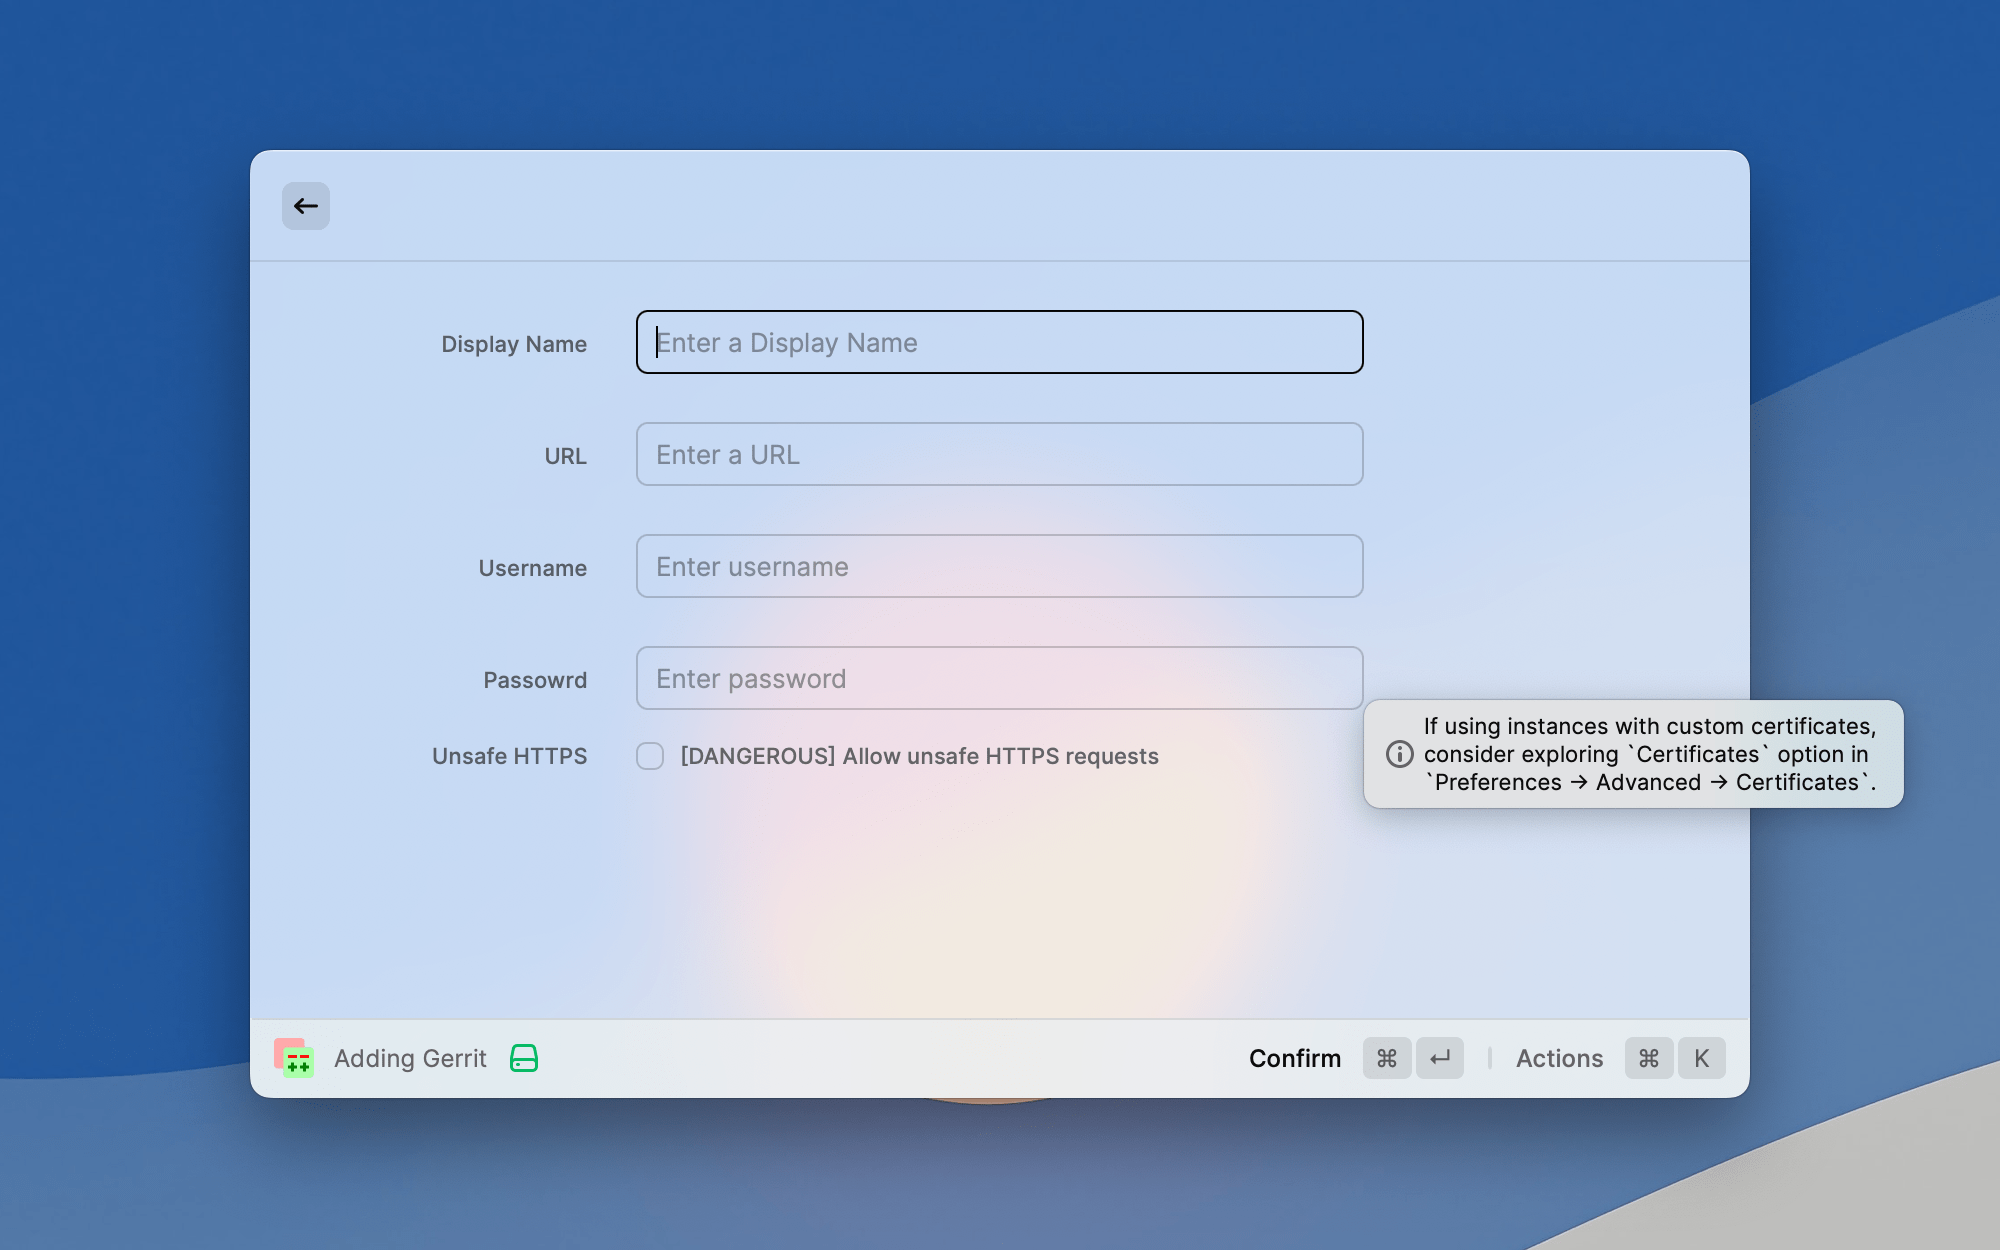 Display Name
Enter a Display Name
URL
Enter a URL
Username
Enter username
Passowrd
Enter password
Unsafe HTTPS
[DANGEROUS] Allow unsafe HTTPS requests
If using instances with custom certificates,
consider exploring `Certificates` option in
`Preferences → Advanced → Certificates`.
Adding Gerrit
Confirm ⌘ ↵ | Actions ⌘ K